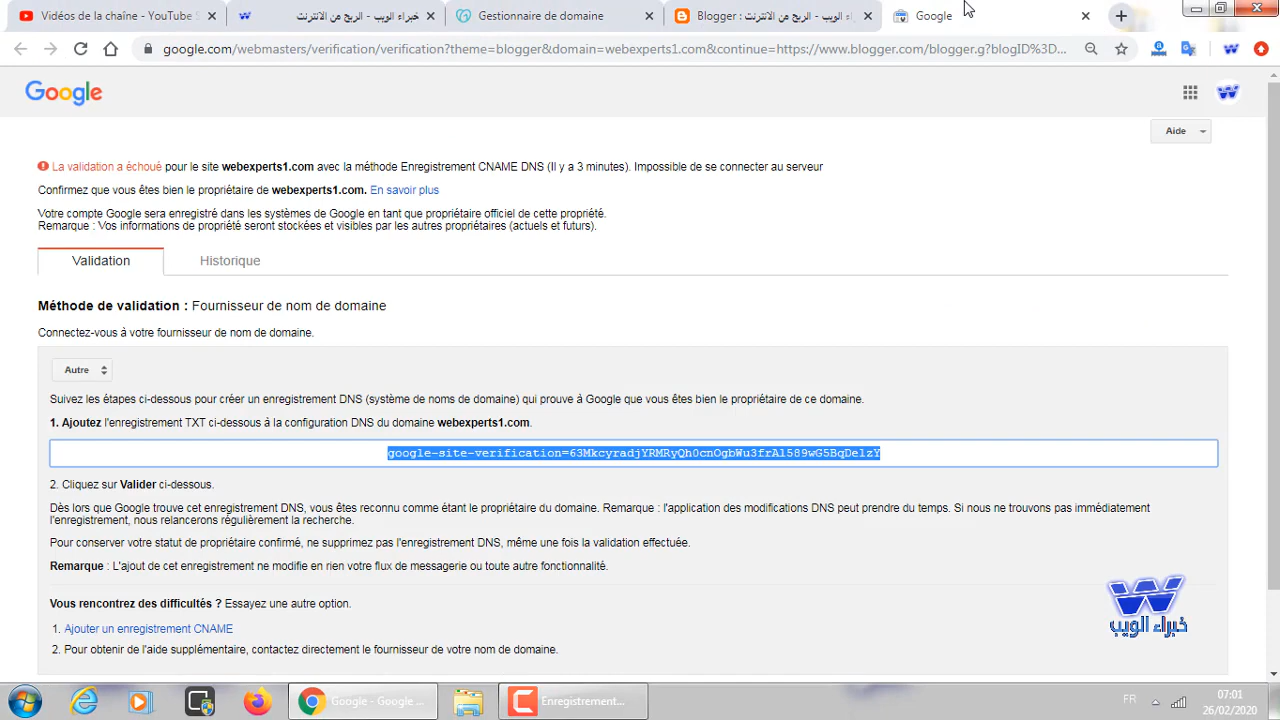 Vidéos de la chaîne - YouTube
خبراء الويب - الربح من الانترنت
Gestionnaire de domaine
Blogger : اء الويب - الربح من الانترنت
Google
google.com/webmasters/verification/verification?theme=blogger&domain=webexperts1.com&continue=https://www.blogger.com/blogger.g?blogID%3D...
Google
Aide
La validation a échoué pour le site webexperts1.com avec la méthode Enregistrement CNAME DNS (Il y a 3 minutes). Impossible de se connecter au serveur
Confirmez que vous êtes bien le propriétaire de webexperts1.com. En savoir plus
Votre compte Google sera enregistré dans les systèmes de Google en tant que propriétaire officiel de cette propriété.
Remarque : Vos informations de propriété seront stockées et visibles par les autres propriétaires (actuels et futurs).
Validation
Historique
Méthode de validation : Fournisseur de nom de domaine
Connectez-vous à votre fournisseur de nom de domaine.
Autre
Suivez les étapes ci-dessous pour créer un enregistrement DNS (système de noms de domaine) qui prouve à Google que vous êtes bien le propriétaire de ce domaine.
1. Ajoutez l'enregistrement TXT ci-dessous à la configuration DNS du domaine webexperts1.com.
google-site-verification=63MkcyradjYRMRyQh0cnOgbWu3frAl589wG5BqDelzY
2. Cliquez sur Valider ci-dessous.
Dès lors que Google trouve cet enregistrement DNS, vous êtes reconnu comme étant le propriétaire du domaine. Remarque : l'application des modifications DNS peut prendre du temps. Si nous ne trouvons pas immédiatement
l'enregistrement, nous relancerons régulièrement la recherche.
Pour conserver votre statut de propriétaire confirmé, ne supprimez pas l'enregistrement DNS, même une fois la validation effectuée.
Remarque : L'ajout de cet enregistrement ne modifie en rien votre flux de messagerie ou toute autre fonctionnalité.
Vous rencontrez des difficultés ? Essayez une autre option.
1. Ajouter un enregistrement CNAME
2. Pour obtenir de l'aide supplémentaire, contactez directement le fournisseur de votre nom de domaine.
خبراء الويب
Google - Google ...
Enregistrement...
FR
07:01
26/02/2020